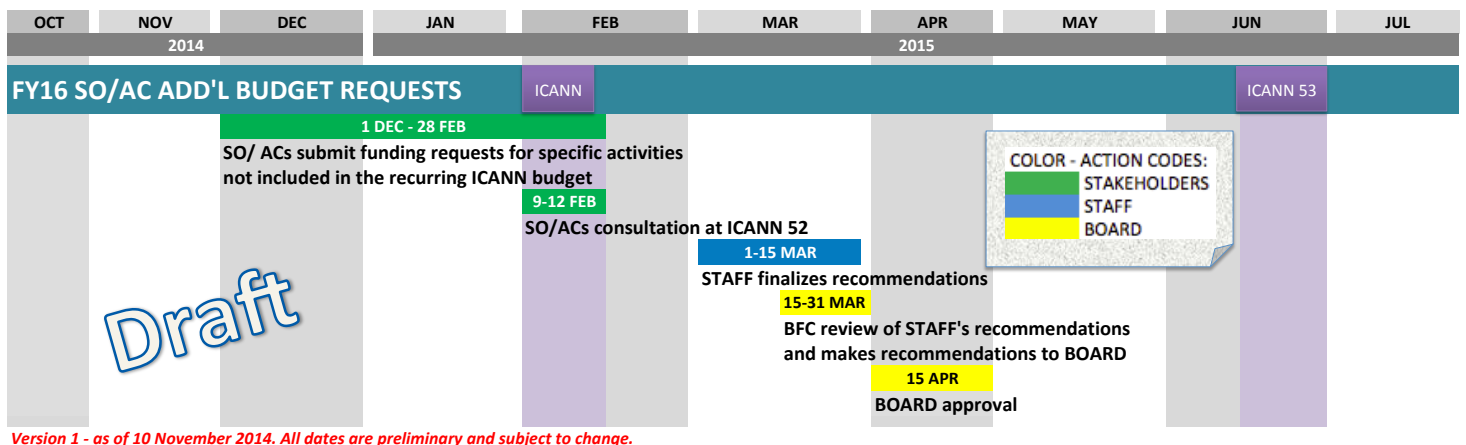 OCT NOV DEC JAN FEB MAR APR MAY JUN JUL
2014 2015
FY16 SO/AC ADD'L BUDGET REQUESTS ICANN ICANN 53
1 DEC - 28 FEB
SO/ ACs submit funding requests for specific activities
not included in the recurring ICANN budget
COLOR - ACTION CODES:
STAKEHOLDERS
STAFF
BOARD
9-12 FEB
SO/ACs consultation at ICANN 52
1-15 MAR
STAFF finalizes recommendations
15-31 MAR
BFC review of STAFF's recommendations
and makes recommendations to BOARD
15 APR
BOARD approval
Draft
Version 1 - as of 10 November 2014. All dates are preliminary and subject to change.